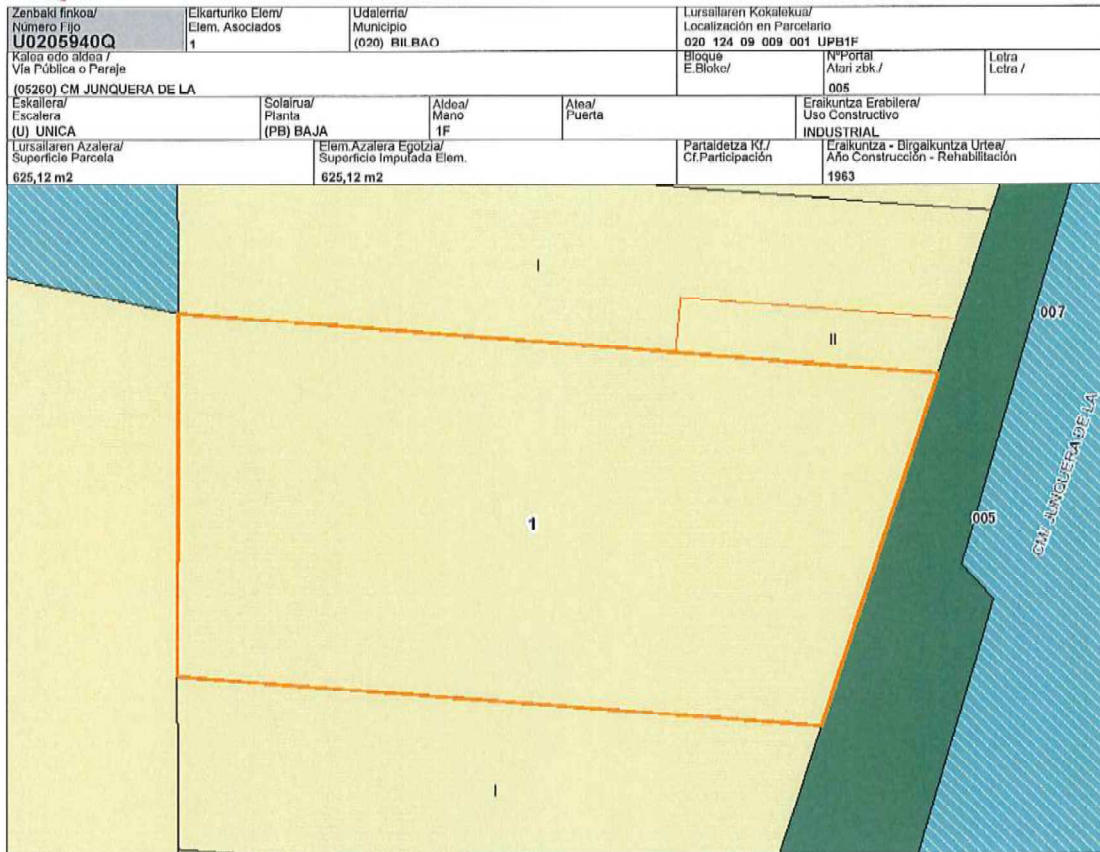 Zenbaki finkoa/
Número Fijo
U0205940Q
Elkarturiko Elem/
Elem. Asociados
1
Udalerria/
Municipio
(020) BILBAO
Lursailaren Kokalekua/
Localización en Parcelario
020 124 09 009 001 UPB1F
Kalea edo aldea /
Vía Pública o Paraje
(05260) CM JUNQUERA DE LA
Bloque
E.Bloke/
NºPortal
Atari zbk./
005
Letra
Letra /
Eskailera/
Escalera
(U) UNICA
Solairua/
Planta
(PB) BAJA
Aldea/
Mano
1F
Atea/
Puerta
Eraikuntza Erabilera/
Uso Constructivo
INDUSTRIAL
Lursailaren Azalera/
Superficie Parcela
625,12 m2
Elem.Azalera Egotzia/
Superficie Imputada Elem.
625,12 m2
Partaidetza Kf./
Cf.Participación
Eraikuntza - Birgaikuntza Urtea/
Año Construcción - Rehabilitación
1963
I
007
II
CM JUNQUERA DE LA
1
005
I